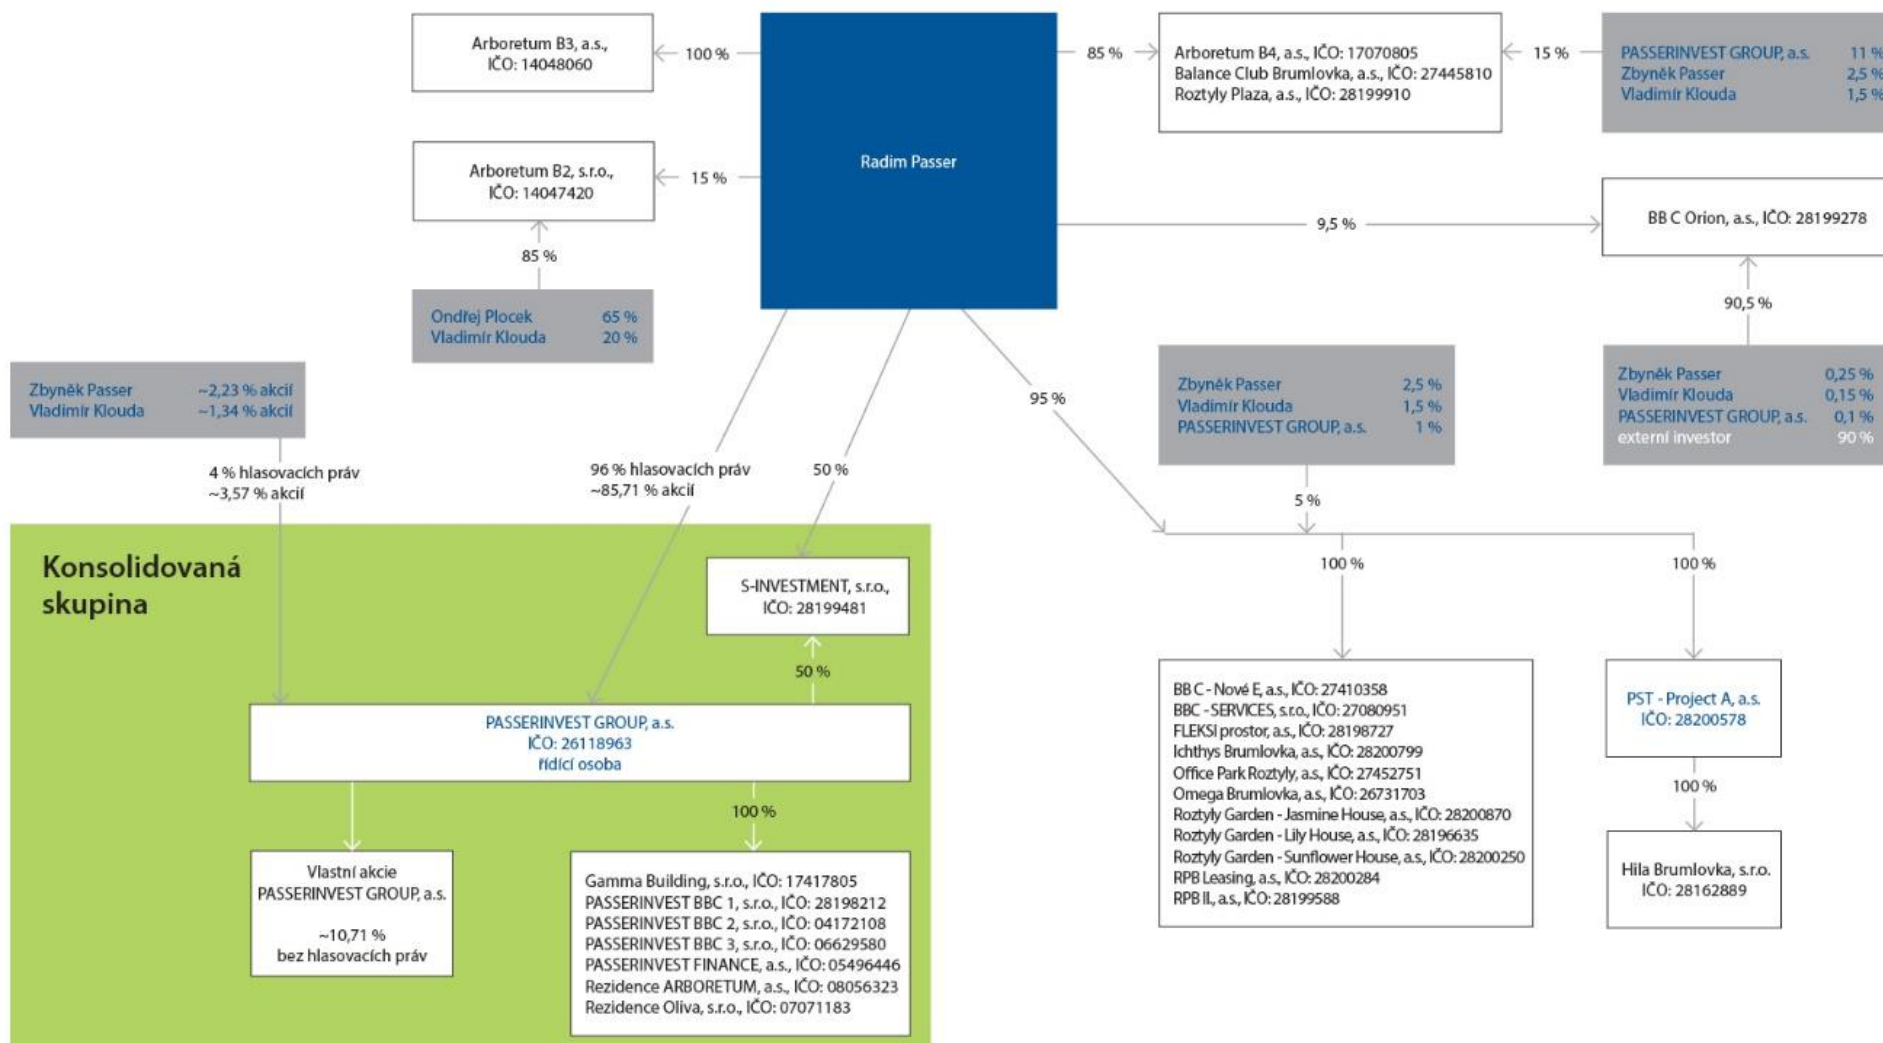 Arboretum B3, a.s.,
IČO: 14048060
100 %
Radim Passer
85 %
Arboretum B4, a.s., IČO: 17070805
Balance Club Brumlovka, a.s., IČO: 27445810
Roztyly Plaza, a.s., IČO: 28199910
15 %
PASSERINVEST GROUP, a.s. 11 %
Zbyněk Passer 2,5 %
Vladimír Klouda 1,5 %
Arboretum B2, s.r.o.,
IČO: 14047420
15 %
85 %
Ondřej Plocek 65 %
Vladimír Klouda 20 %
9,5 %
BB C Orion, a.s., IČO: 28199278
90,5 %
Zbyněk Passer 0,25 %
Vladimír Klouda 0,15 %
PASSERINVEST GROUP, a.s. 0,1 %
externí investor 90 %
Zbyněk Passer ~2,23 % akcií
Vladimír Klouda ~1,34 % akcií
4 % hlasovacích práv
~3,57 % akcií
96 % hlasovacích práv
~85,71 % akcií
50 %
95 %
Zbyněk Passer 2,5 %
Vladimír Klouda 1,5 %
PASSERINVEST GROUP, a.s. 1 %
5 %
100 %
100 %
Konsolidovaná
skupina
S-INVESTMENT, s.r.o.,
IČO: 28199481
50 %
PASSERINVEST GROUP, a.s.
IČO: 26118963
řídící osoba
100 %
Vlastní akcie
PASSERINVEST GROUP, a.s.
~10,71 %
bez hlasovacích práv
Gamma Building, s.r.o., IČO: 17417805
PASSERINVEST BBC 1, s.r.o., IČO: 28198212
PASSERINVEST BBC 2, s.r.o., IČO: 04172108
PASSERINVEST BBC 3, s.r.o., IČO: 06629580
PASSERINVEST FINANCE, a.s., IČO: 05496446
Rezidence ARBORETUM, a.s., IČO: 08056323
Rezidence Oliva, s.r.o., IČO: 07071183
BB C - Nové E, a.s., IČO: 27410358
BBC - SERVICES, s.r.o., IČO: 27080951
FLEKSI prostor, a.s., IČO: 28198727
Ichthys Brumlovka, a.s., IČO: 28200799
Office Park Roztyly, a.s., IČO: 27452751
Omega Brumlovka, a.s., IČO: 26731703
Roztyly Garden - Jasmine House, a.s., IČO: 28200870
Roztyly Garden - Lily House, a.s., IČO: 28196635
Roztyly Garden - Sunflower House, a.s., IČO: 28200250
RPB Leasing, a.s., IČO: 28200284
RPB II., a.s., IČO: 28199588
PST - Project A, a.s.
IČO: 28200578
100 %
Hila Brumlovka, s.r.o.
IČO: 28162889